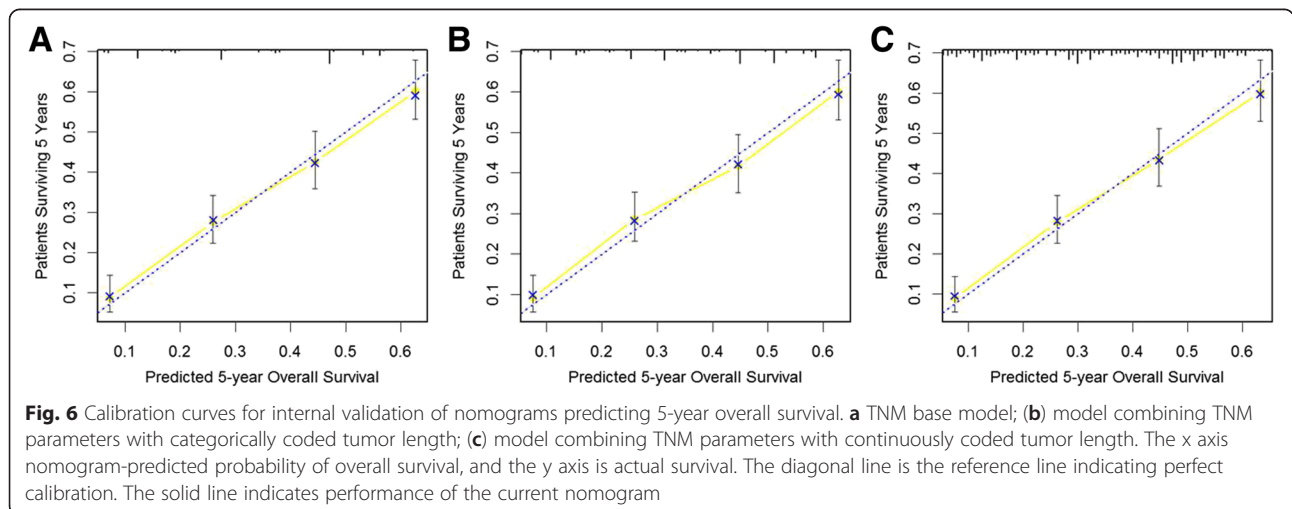 A
B
C
Patients Surviving 5 Years
0.7
0.6
0.5
0.4
0.3
0.2
0.1
0.1 0.2 0.3 0.4 0.5 0.6
Predicted 5-year Overall Survival
Patients Surviving 5 Years
0.7
0.6
0.5
0.4
0.3
0.2
0.1
0.1 0.2 0.3 0.4 0.5 0.6
Predicted 5-year Overall Survival
Patients Surviving 5 Years
0.7
0.6
0.5
0.4
0.3
0.2
0.1
0.1 0.2 0.3 0.4 0.5 0.6
Predicted 5-year Overall Survival
Fig. 6 Calibration curves for internal validation of nomograms predicting 5-year overall survival. a TNM base model; (b) model combining TNM
parameters with categorically coded tumor length; (c) model combining TNM parameters with continuously coded tumor length. The x axis
nomogram-predicted probability of overall survival, and the y axis is actual survival. The diagonal line is the reference line indicating perfect
calibration. The solid line indicates performance of the current nomogram